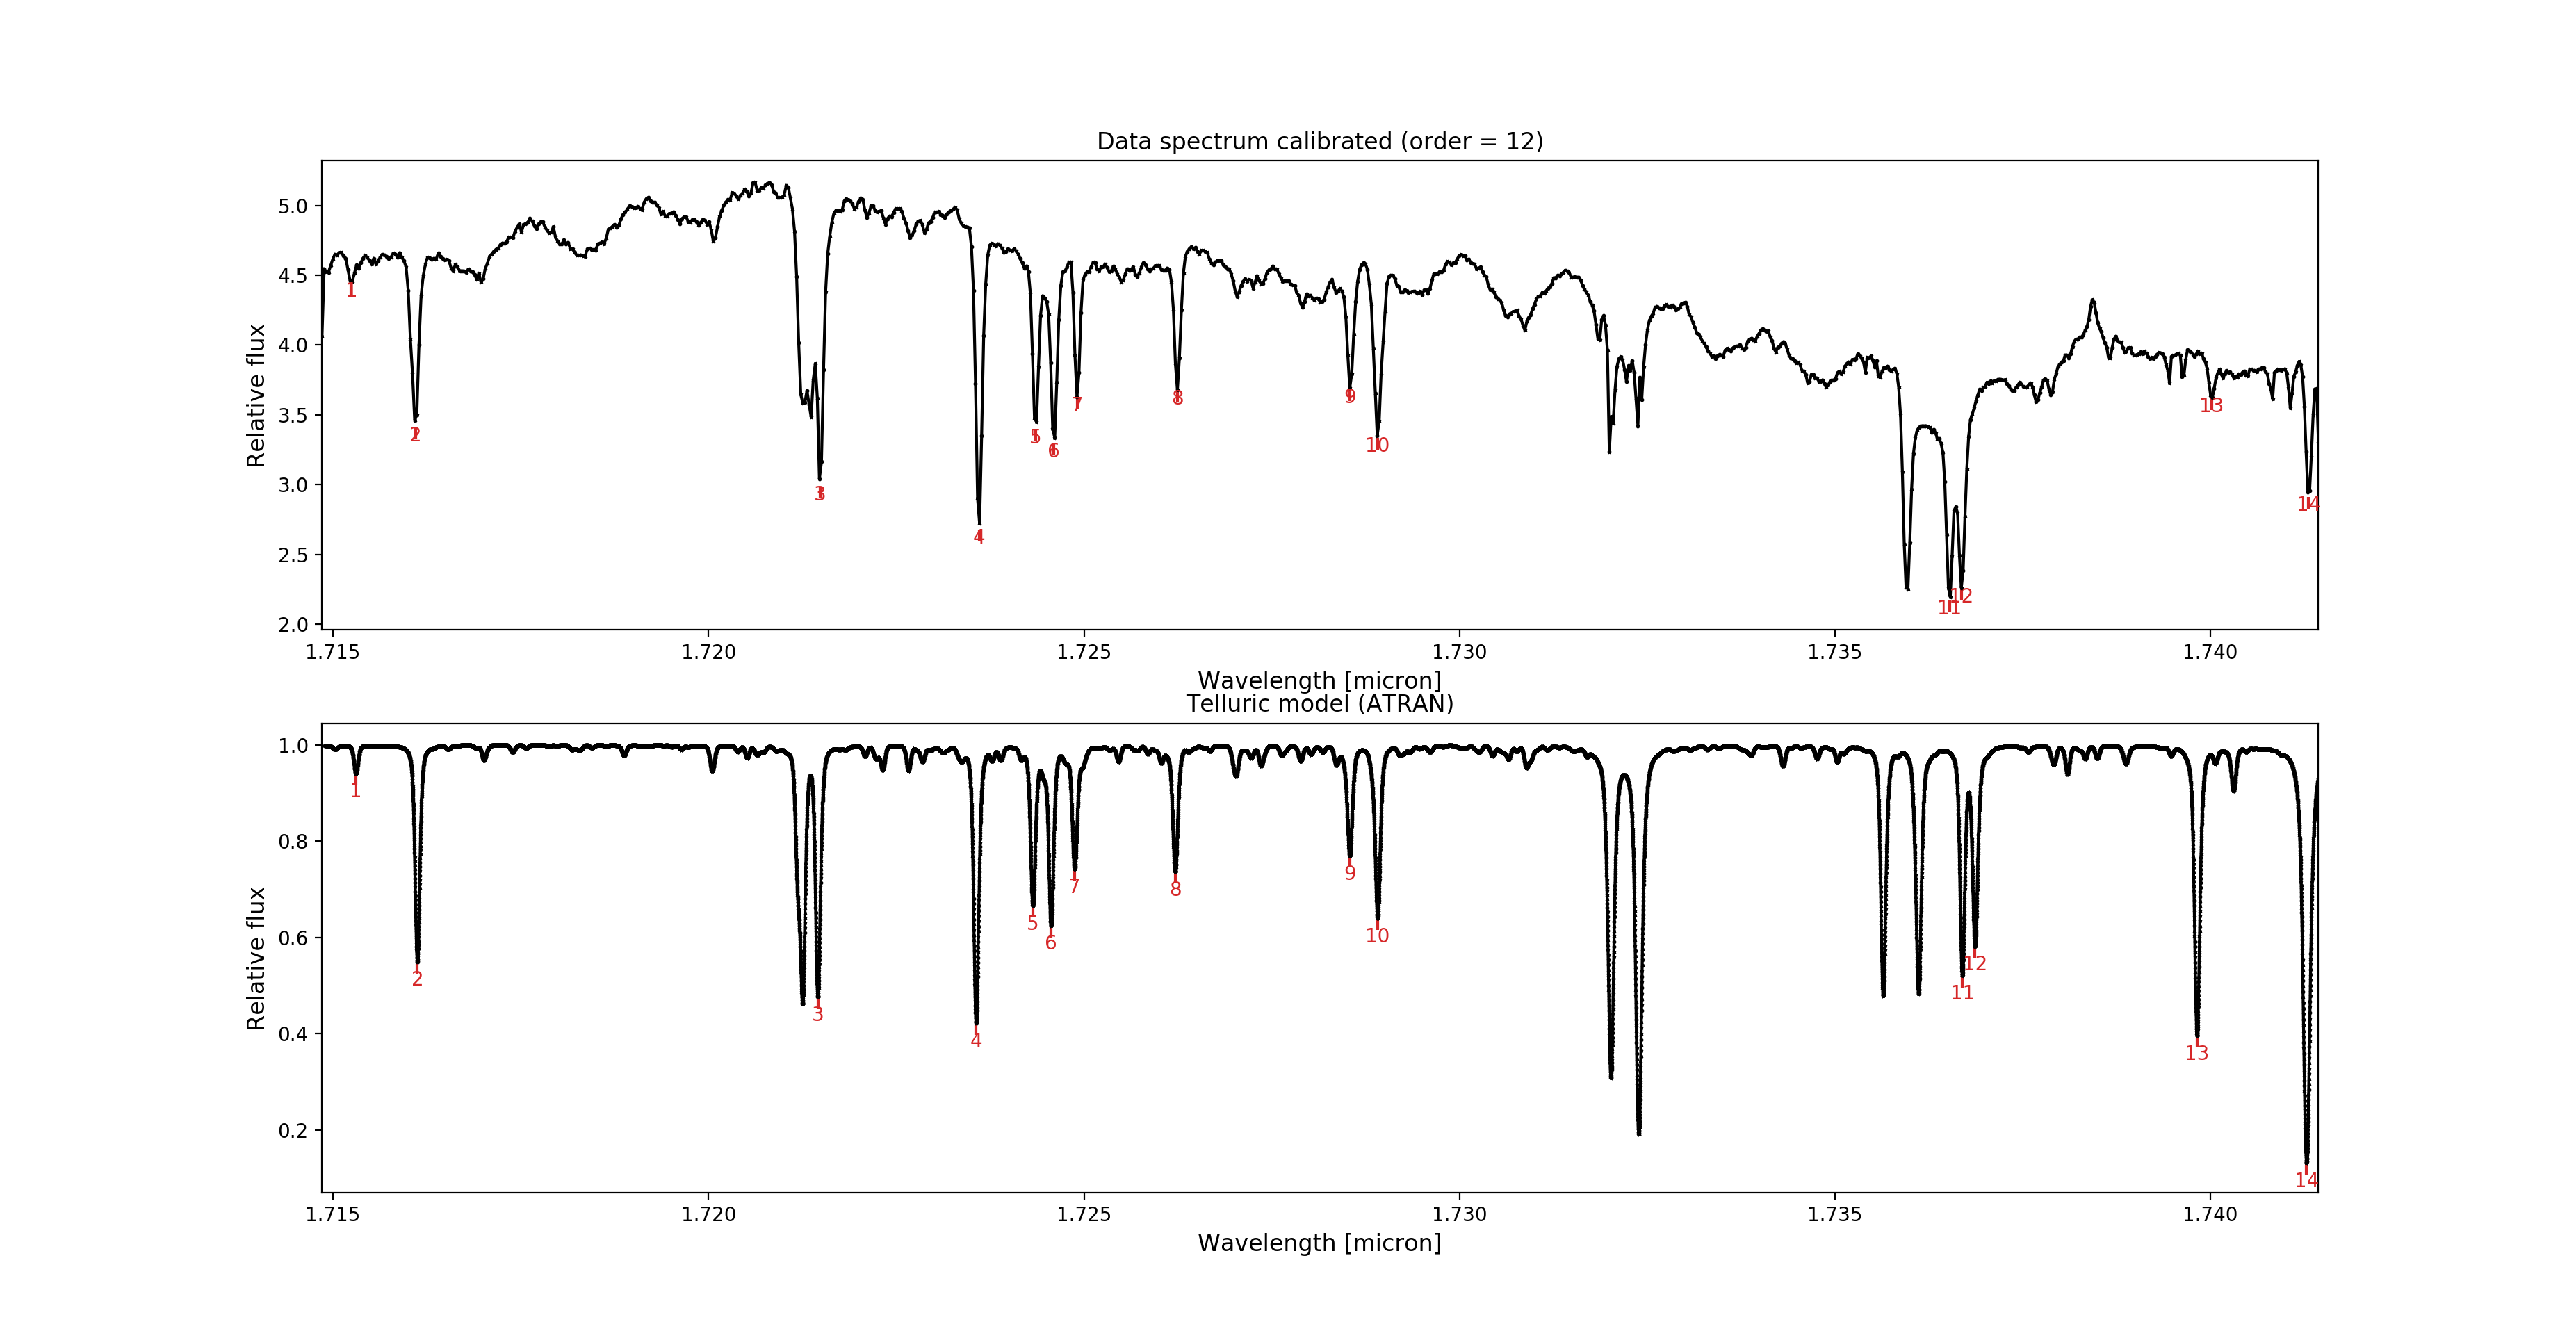 Data spectrum calibrated (order = 12)
Relative flux
5.0
4.5
4.0
3.5
3.0
2.5
2.0
1 2 3 4 5 6 7 8 9 10 11 12 13 14
1.715 1.720 1.725 1.730 1.735 1.740
Wavelength [micron]
Telluric model (ATRAN)
Relative flux
1.0
0.8
0.6
0.4
0.2
1 2 3 4 5 6 7 8 9 10 11 12 13 14
1.715 1.720 1.725 1.730 1.735 1.740
Wavelength [micron]